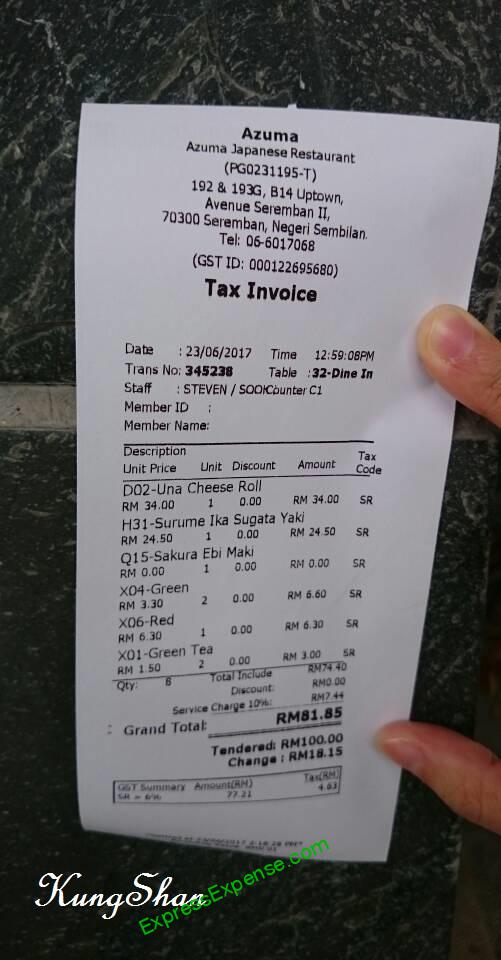 Azuma
Azuma Japanese Restaurant
(PG0231195-T)
192 & 193G, B14 Uptown,
Avenue Seremban II,
70300 Seremban, Negeri Sembilan.
Tel: 06-6017068
(GST ID: 000122695680)
Tax Invoice
Date : 23/06/2017 Time 12:59:08PM
Trans No: 345238 Table :32-Dine In
Staff : STEVEN / Counter C1
Member ID :
Member Name:
Description Tax
Unit Price Unit Discount Amount Code
D02-Una Cheese Roll
RM 34.00 1 0.00 RM 34.00 SR
H31-Surume Ika Sugata Yaki
RM 24.50 1 0.00 RM 24.50 SR
Q15-Sakura Ebi Maki
RM 0.00 1 0.00 RM 0.00 SR
X04-Green
RM 3.30 2 0.00 RM 6.60 SR
X06-Red
RM 6.30 1 0.00 RM 6.30 SR
X01-Green Tea
RM 1.50 2 0.00 RM 3.00 SR
Qty: 8 Total Include RM74.40
Discount: RM0.00
Service Charge 10%: RM7.44
: Grand Total: RM81.85
Tendered: RM100.00
Change : RM18.15
GST Summary Amount(RM) Tax(RM)
SR = 6% 77.21 4.63
KungShan
ExpressExpense.com